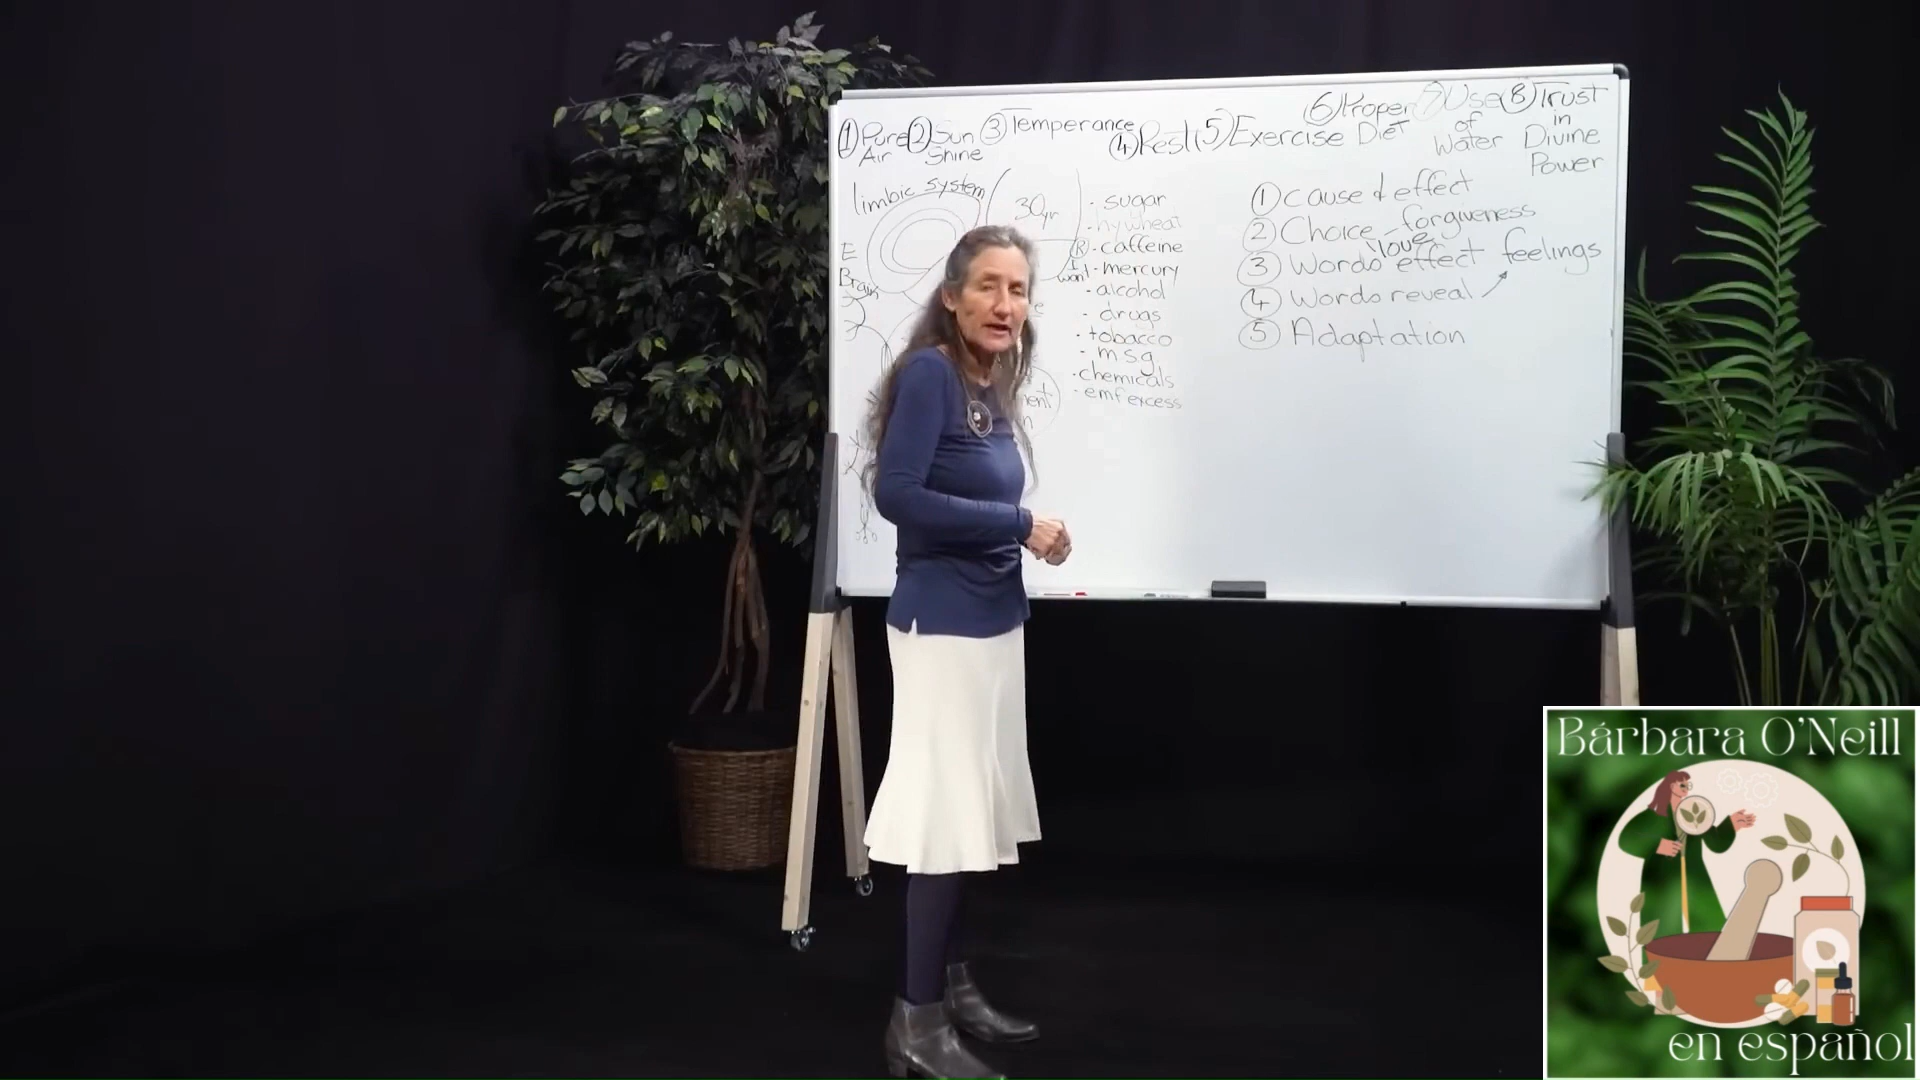 ① Pure Air
② Sun Shine
③ Temperance
④ Rest
⑤ Exercise
⑥ Proper Diet
⑦ Use of Water
⑧ Trust in Divine Power
limbic system
E
Brain
30yr
® I want
- sugar
- hywheat
- caffeine
- mercury
- alcohol
- drugs
- tobacco
- msg
- chemicals
- emf excess
① cause & effect
② Choice - forgiveness
love
③ Words effect feelings
④ Words reveal
⑤ Adaptation
Bárbara O'Neill
en español